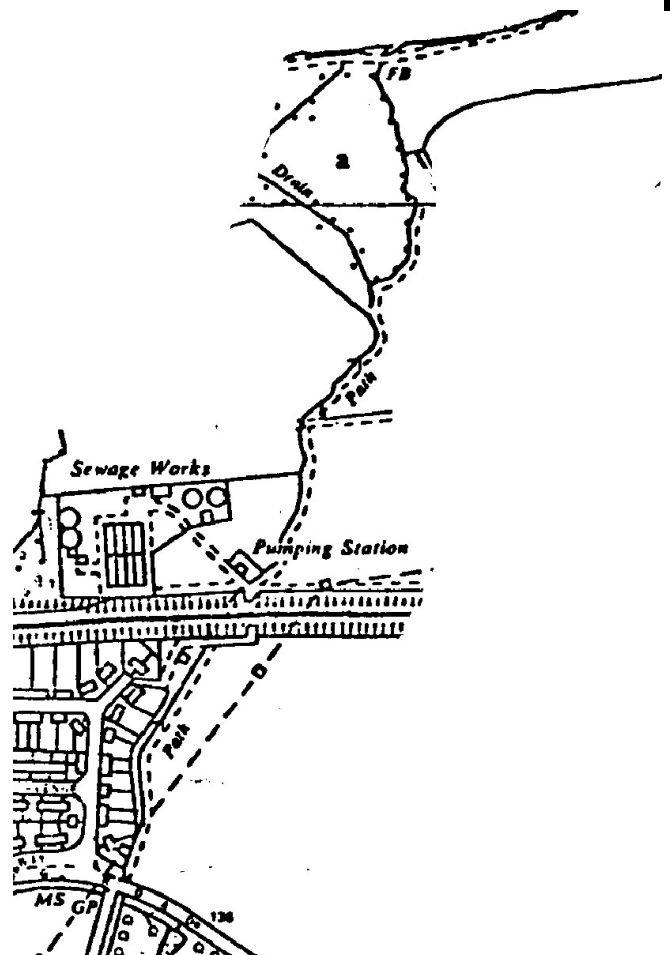 FB
a
Drain
Path
Sewage Works
Pumping Station
Path
MS
GP
136